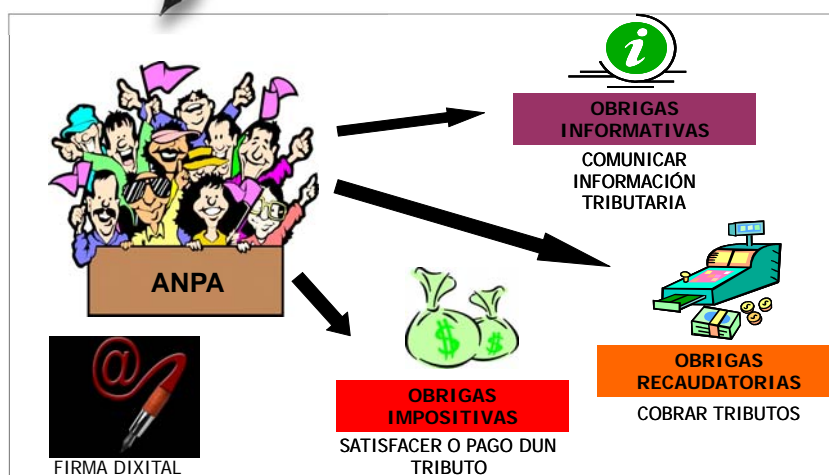 OBRIGAS
INFORMATIVAS
COMUNICAR
INFORMACIÓN
TRIBUTARIA
ANPA
OBRIGAS
RECAUDATORIAS
COBRAR TRIBUTOS
OBRIGAS
IMPOSITIVAS
SATISFACER O PAGO DUN
TRIBUTO
FIRMA DIXITAL